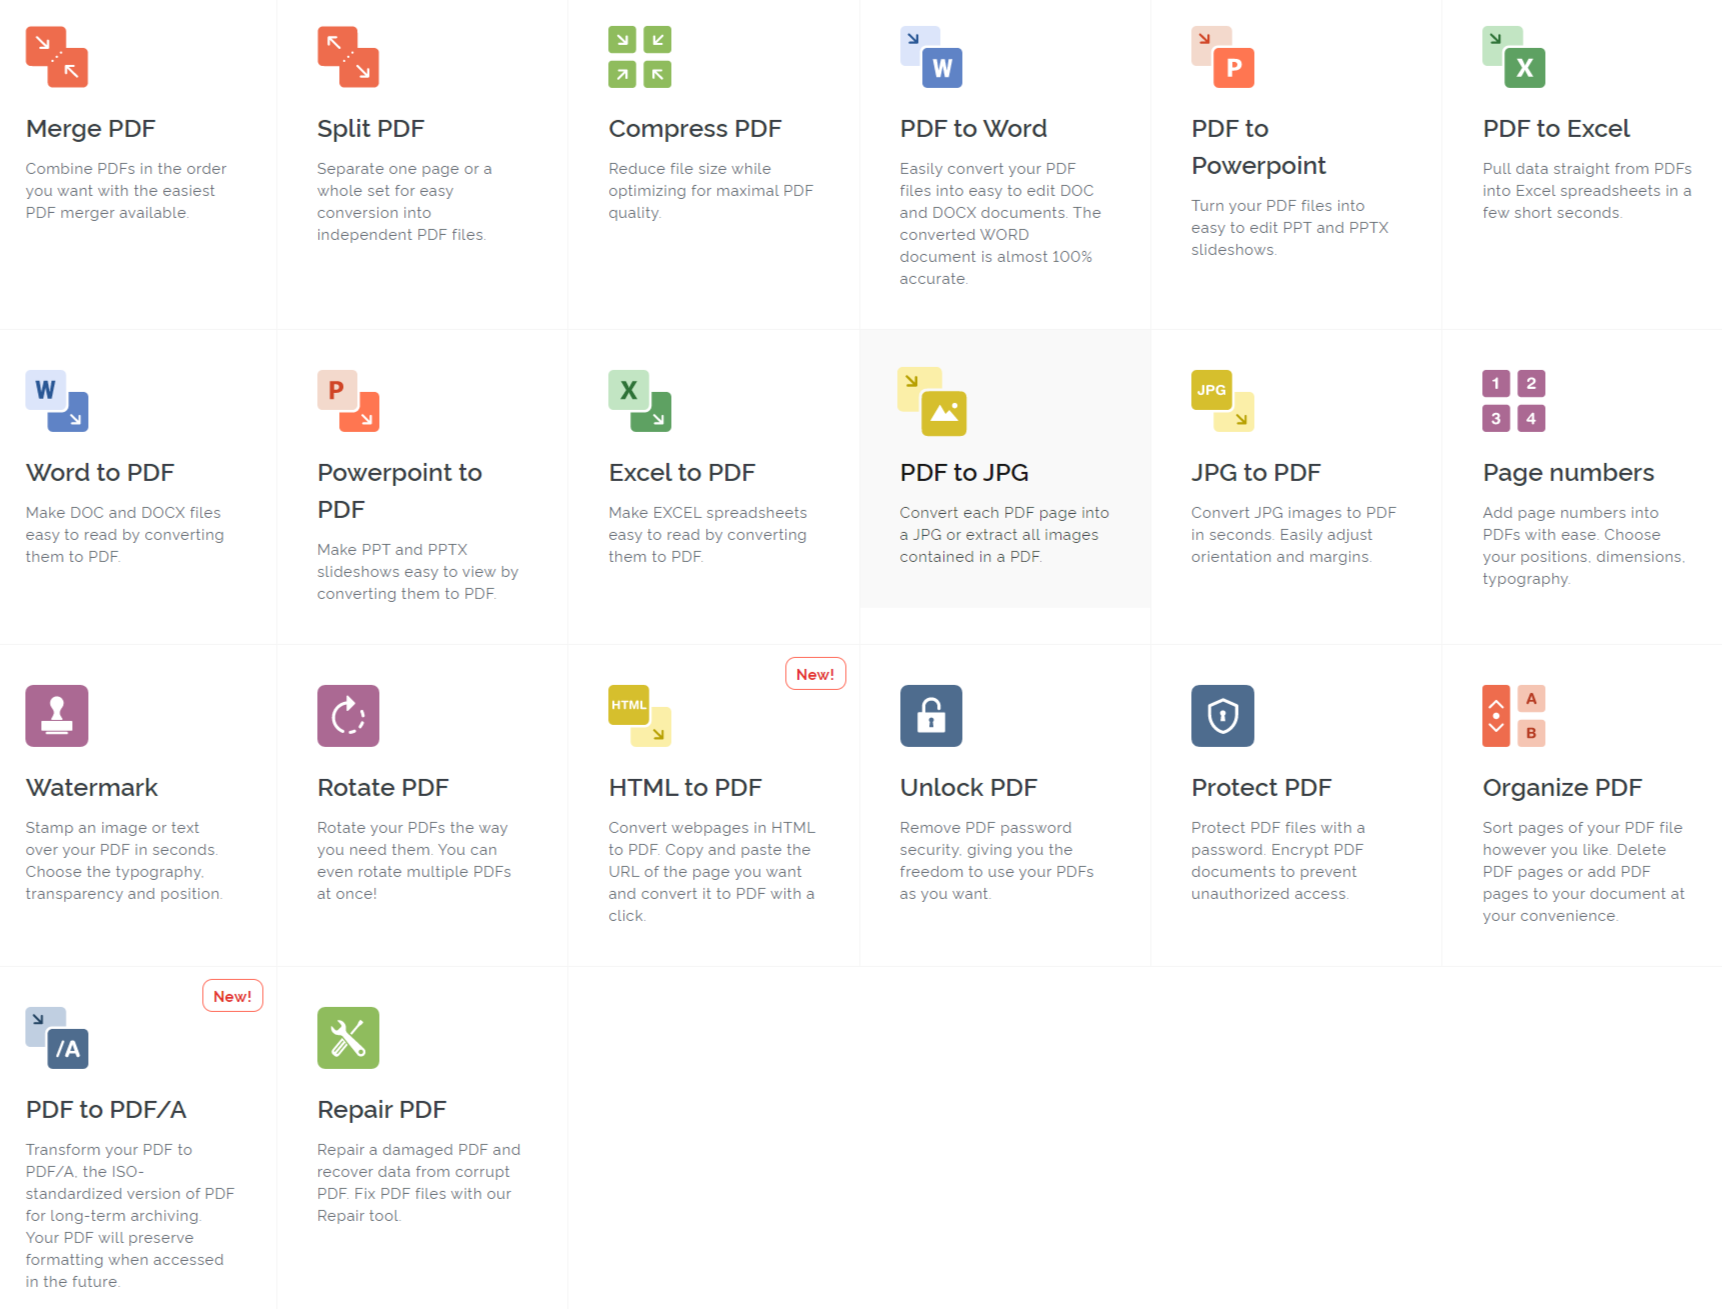 Merge PDF
Combine PDFs in the order
you want with the easiest
PDF merger available.
Split PDF
Separate one page or a
whole set for easy
conversion into
independent PDF files.
Compress PDF
Reduce file size while
optimizing for maximal PDF
quality.
W
PDF to Word
Easily convert your PDF
files into easy to edit DOC
and DOCX documents. The
converted WORD
document is almost 100%
accurate.
P
PDF to
Powerpoint
Turn your PDF files into
easy to edit PPT and PPTX
slideshows.
X
PDF to Excel
Pull data straight from PDFs
into Excel spreadsheets in a
few short seconds.
W
Word to PDF
Make DOC and DOCX files
easy to read by converting
them to PDF.
P
Powerpoint to
PDF
Make PPT and PPTX
slideshows easy to view by
converting them to PDF.
X
Excel to PDF
Make EXCEL spreadsheets
easy to read by converting
them to PDF.
PDF to JPG
Convert each PDF page into
a JPG or extract all images
contained in a PDF.
JPG
JPG to PDF
Convert JPG images to PDF
in seconds. Easily adjust
orientation and margins.
1 2
3 4
Page numbers
Add page numbers into
PDFs with ease. Choose
your positions, dimensions,
typography.
Watermark
Stamp an image or text
over your PDF in seconds.
Choose the typography,
transparency and position.
Rotate PDF
Rotate your PDFs the way
you need them. You can
even rotate multiple PDFs
at once!
New!
HTML
HTML to PDF
Convert webpages in HTML
to PDF. Copy and paste the
URL of the page you want
and convert it to PDF with a
click.
Unlock PDF
Remove PDF password
security, giving you the
freedom to use your PDFs
as you want.
Protect PDF
Protect PDF files with a
password. Encrypt PDF
documents to prevent
unauthorized access.
A
B
Organize PDF
Sort pages of your PDF file
however you like. Delete
PDF pages or add PDF
pages to your document at
your convenience.
New!
/A
PDF to PDF/A
Transform your PDF to
PDF/A, the ISO-
standardized version of PDF
for long-term archiving.
Your PDF will preserve
formatting when accessed
in the future.
Repair PDF
Repair a damaged PDF and
recover data from corrupt
PDF. Fix PDF files with our
Repair tool.